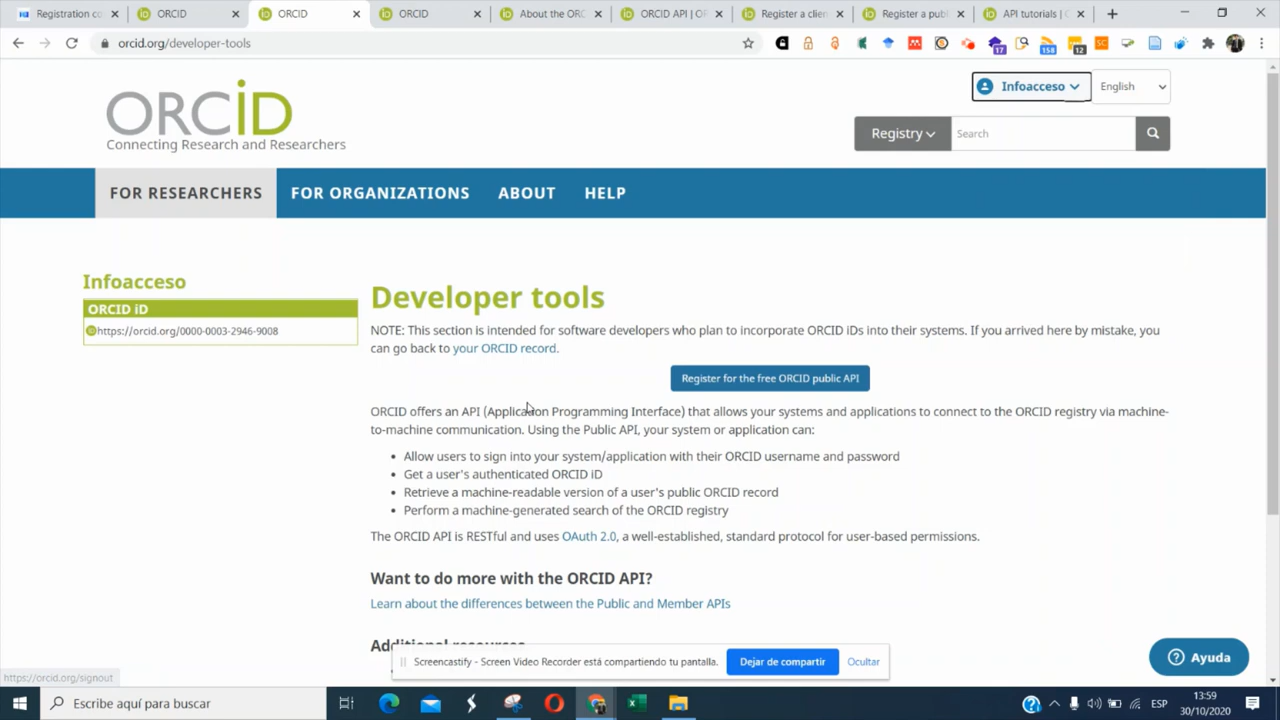 Registration co
ORCID
ORCID
ORCID
About the ORC
ORCID API | O
Register a clien
Register a pub
API tutorials | C
orcid.org/developer-tools
17
158
SC
12
ORCID
Connecting Research and Researchers
Infoacceso
English
Registry
Search
FOR RESEARCHERS
FOR ORGANIZATIONS
ABOUT
HELP
Infoacceso
ORCID iD
iD https://orcid.org/0000-0003-2946-9008
Developer tools
NOTE: This section is intended for software developers who plan to incorporate ORCID iDs into their systems. If you arrived here by mistake, you
can go back to your ORCID record.
Register for the free ORCID public API
ORCID offers an API (Application Programming Interface) that allows your systems and applications to connect to the ORCID registry via machine-
to-machine communication. Using the Public API, your system or application can:
• Allow users to sign into your system/application with their ORCID username and password
• Get a user's authenticated ORCID iD
• Retrieve a machine-readable version of a user's public ORCID record
• Perform a machine-generated search of the ORCID registry
The ORCID API is RESTful and uses OAuth 2.0, a well-established, standard protocol for user-based permissions.
Want to do more with the ORCID API?
Learn about the differences between the Public and Member APIs
Additional resources
Screencastify - Screen Video Recorder está compartiendo tu pantalla.
Dejar de compartir
Ocultar
Ayuda
https://orcid.org/signout
Escribe aquí para buscar
ESP
13:59
30/10/2020